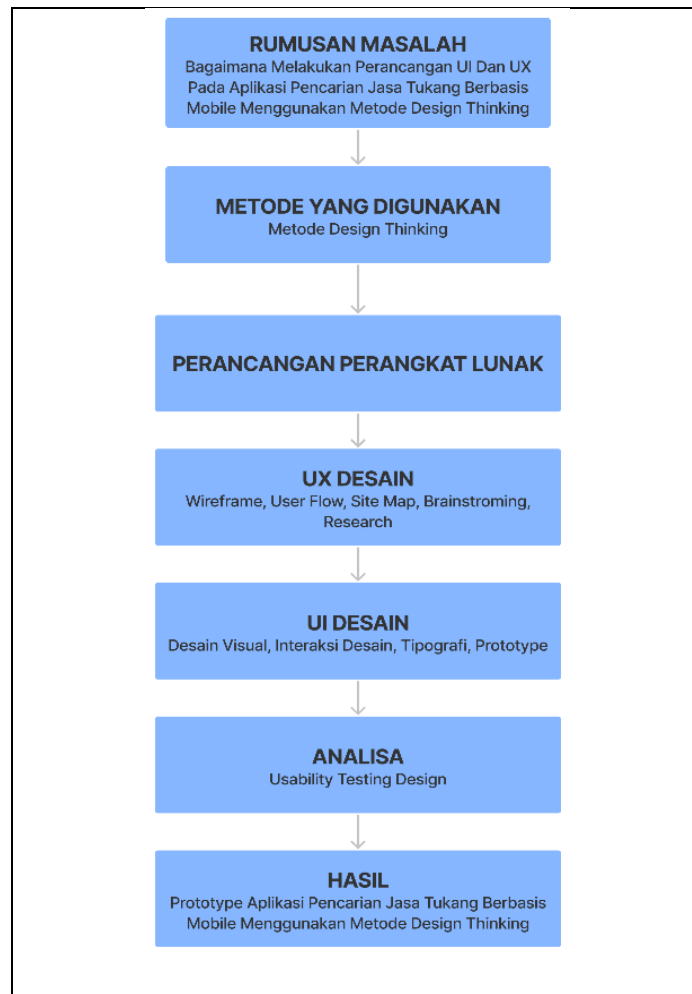 RUMUSAN MASALAH
Bagaimana Melakukan Perancangan UI Dan UX
Pada Aplikasi Pencarian Jasa Tukang Berbasis
Mobile Menggunakan Metode Design Thinking
METODE YANG DIGUNAKAN
Metode Design Thinking
PERANCANGAN PERANGKAT LUNAK
UX DESAIN
Wireframe, User Flow, Site Map, Brainstroming,
Research
UI DESAIN
Desain Visual, Interaksi Desain, Tipografi, Prototype
ANALISA
Usability Testing Design
HASIL
Prototype Aplikasi Pencarian Jasa Tukang Berbasis
Mobile Menggunakan Metode Design Thinking